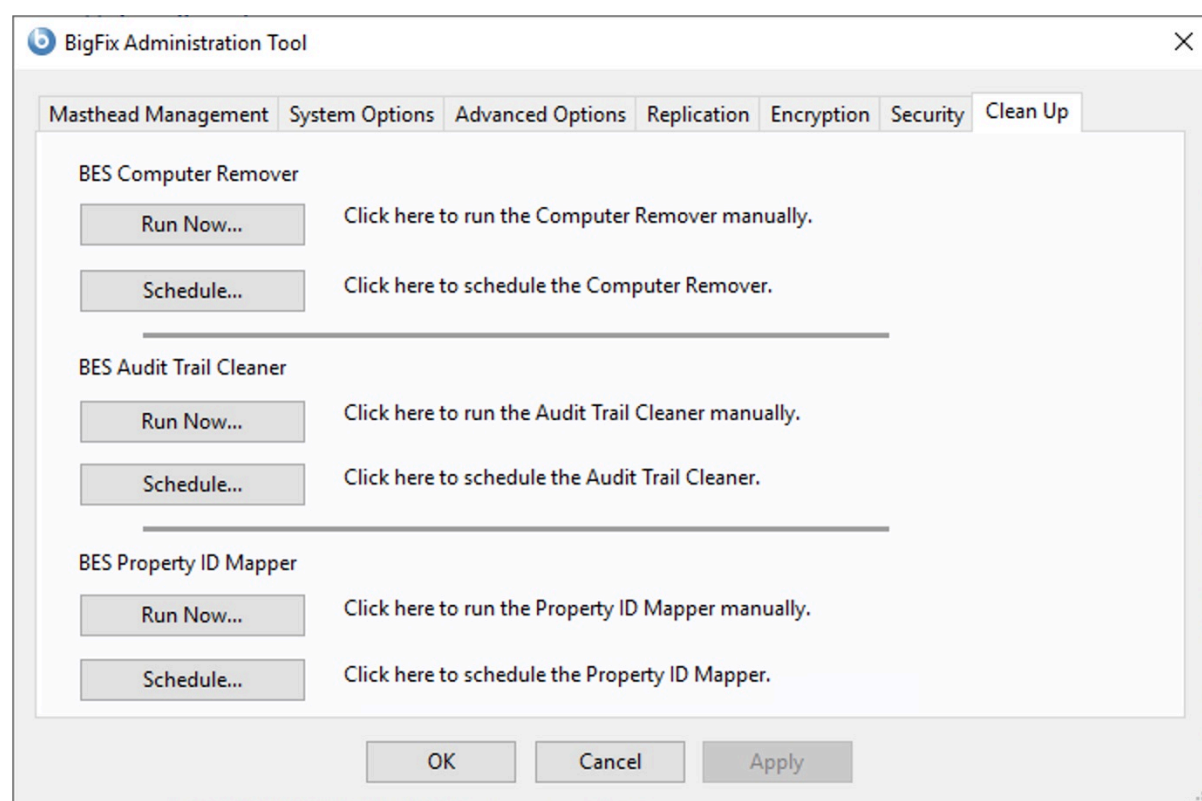 BigFix Administration Tool
Masthead Management System Options Advanced Options Replication Encryption Security Clean Up
BES Computer Remover
Run Now... Click here to run the Computer Remover manually.
Schedule... Click here to schedule the Computer Remover.
BES Audit Trail Cleaner
Run Now... Click here to run the Audit Trail Cleaner manually.
Schedule... Click here to schedule the Audit Trail Cleaner.
BES Property ID Mapper
Run Now... Click here to run the Property ID Mapper manually.
Schedule... Click here to schedule the Property ID Mapper.
OK Cancel Apply